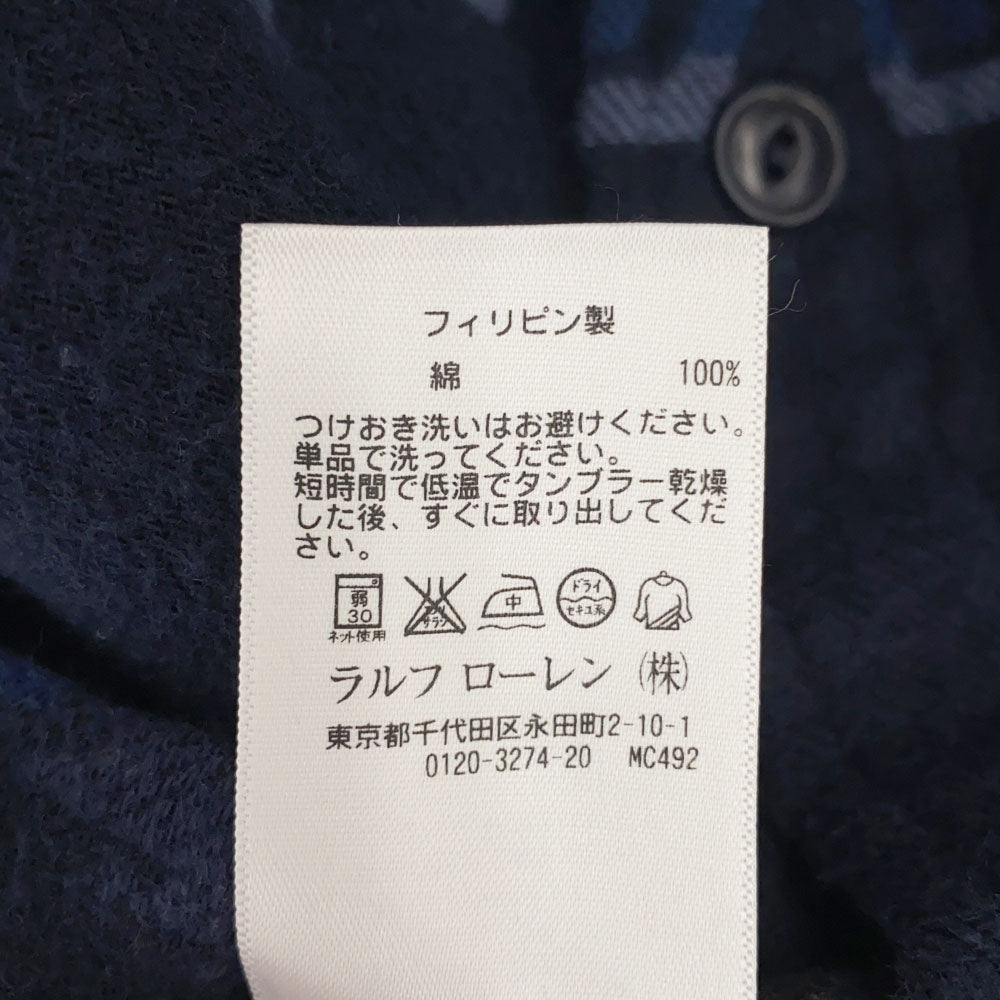 フィリピン製
綿 100%
つけおき洗いはお避けください。
単品で洗ってください。
短時間で低温でタンブラー乾燥
した後、すぐに取り出してくだ
さい。
弱 中 ドライ
30 エンソ サラシ セキユ系
ネット使用
ラルフ ローレン (株)
東京都千代田区永田町2-10-1
0120-3274-20 MC492